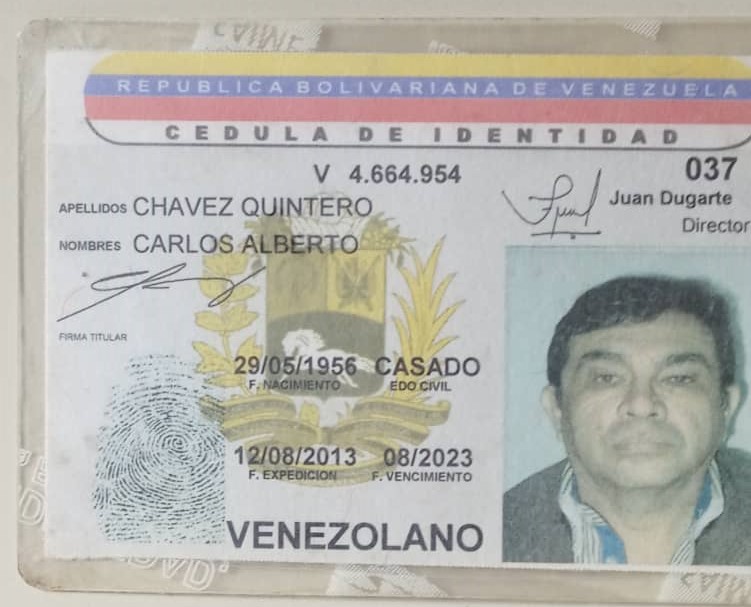 REPUBLICA BOLIVARIANA DE VENEZUELA
CEDULA DE IDENTIDAD
V 4.664.954
037
APELLIDOS CHAVEZ QUINTERO
Juan Dugarte
Director
NOMBRES CARLOS ALBERTO
FIRMA TITULAR
29/05/1956 CASADO
F. NACIMIENTO EDO CIVIL
12/08/2013 08/2023
F. EXPEDICION F. VENCIMIENTO
VENEZOLANO